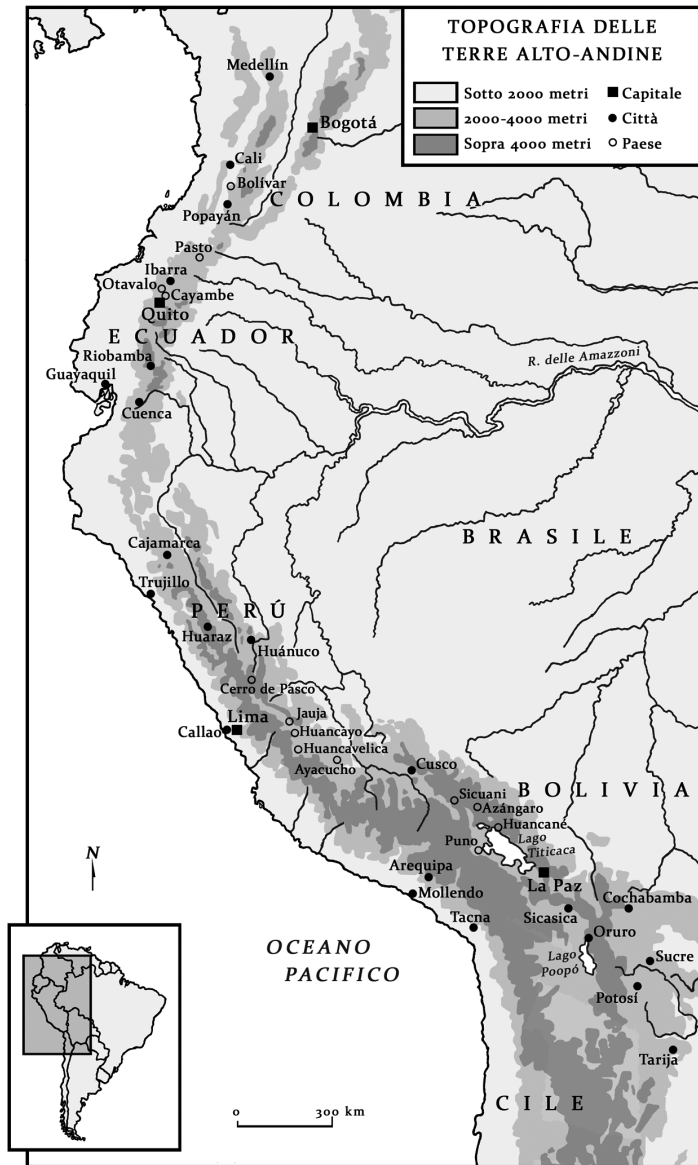 TOPOGRAFIA DELLE
TERRE ALTO-ANDINE
Sotto 2000 metri
2000-4000 metri
Sopra 4000 metri
Capitale
Città
Paese
Medellín
Bogotá
Cali
Bolívar
COLOMBIA
Popayán
Pasto
Ibarra
Otavalo
Cayambe
Quito
ECUADOR
Riobamba
R. delle Amazzoni
Guayaquil
Cuenca
BRASILE
Cajamarca
Trujillo
PERÚ
Huaraz
Huánuco
Cerro de Pasco
Jauja
Lima
Callao
Huancayo
Huancavelica
Ayacucho
Cusco
BOLIVIA
Sicuani
Azángaro
Huancané
Puno
Lago
Titicaca
N
Arequipa
La Paz
Mollendo
Cochabamba
Sicasica
Tacna
Oruro
OCEANO
PACIFICO
Lago
Poopó
Sucre
Potosí
Tarija
CILE
0
300 km